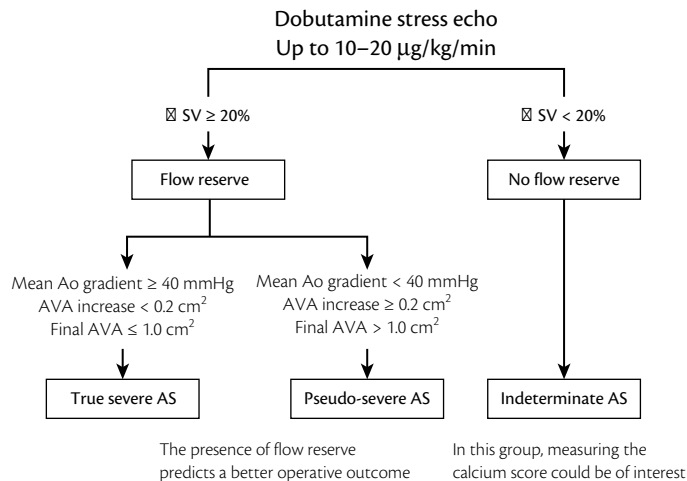 Dobutamine stress echo
Up to 10–20 μg/kg/min
SV ≥ 20%
SV < 20%
Flow reserve
No flow reserve
Mean Ao gradient ≥ 40 mmHg
AVA increase < 0.2 cm²
Final AVA ≤ 1.0 cm²
Mean Ao gradient < 40 mmHg
AVA increase ≥ 0.2 cm²
Final AVA > 1.0 cm²
True severe AS
Pseudo-severe AS
Indeterminate AS
The presence of flow reserve
predicts a better operative outcome
In this group, measuring the
calcium score could be of interest